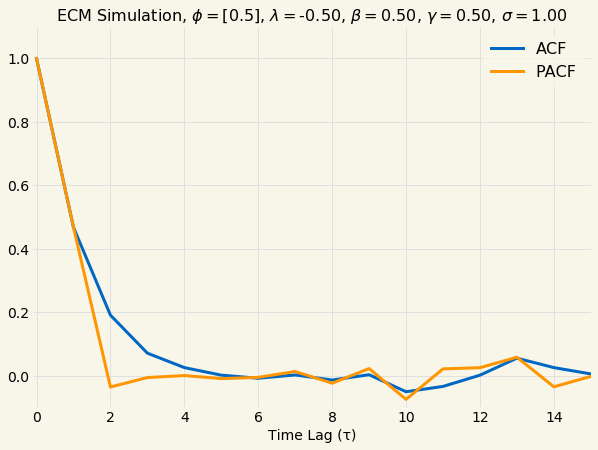 ECM Simulation, ϕ = [0.5], λ = -0.50, β = 0.50, γ = 0.50, σ = 1.00
ACF
PACF
1.0
0.8
0.6
0.4
0.2
0.0
0 2 4 6 8 10 12 14
Time Lag (τ)